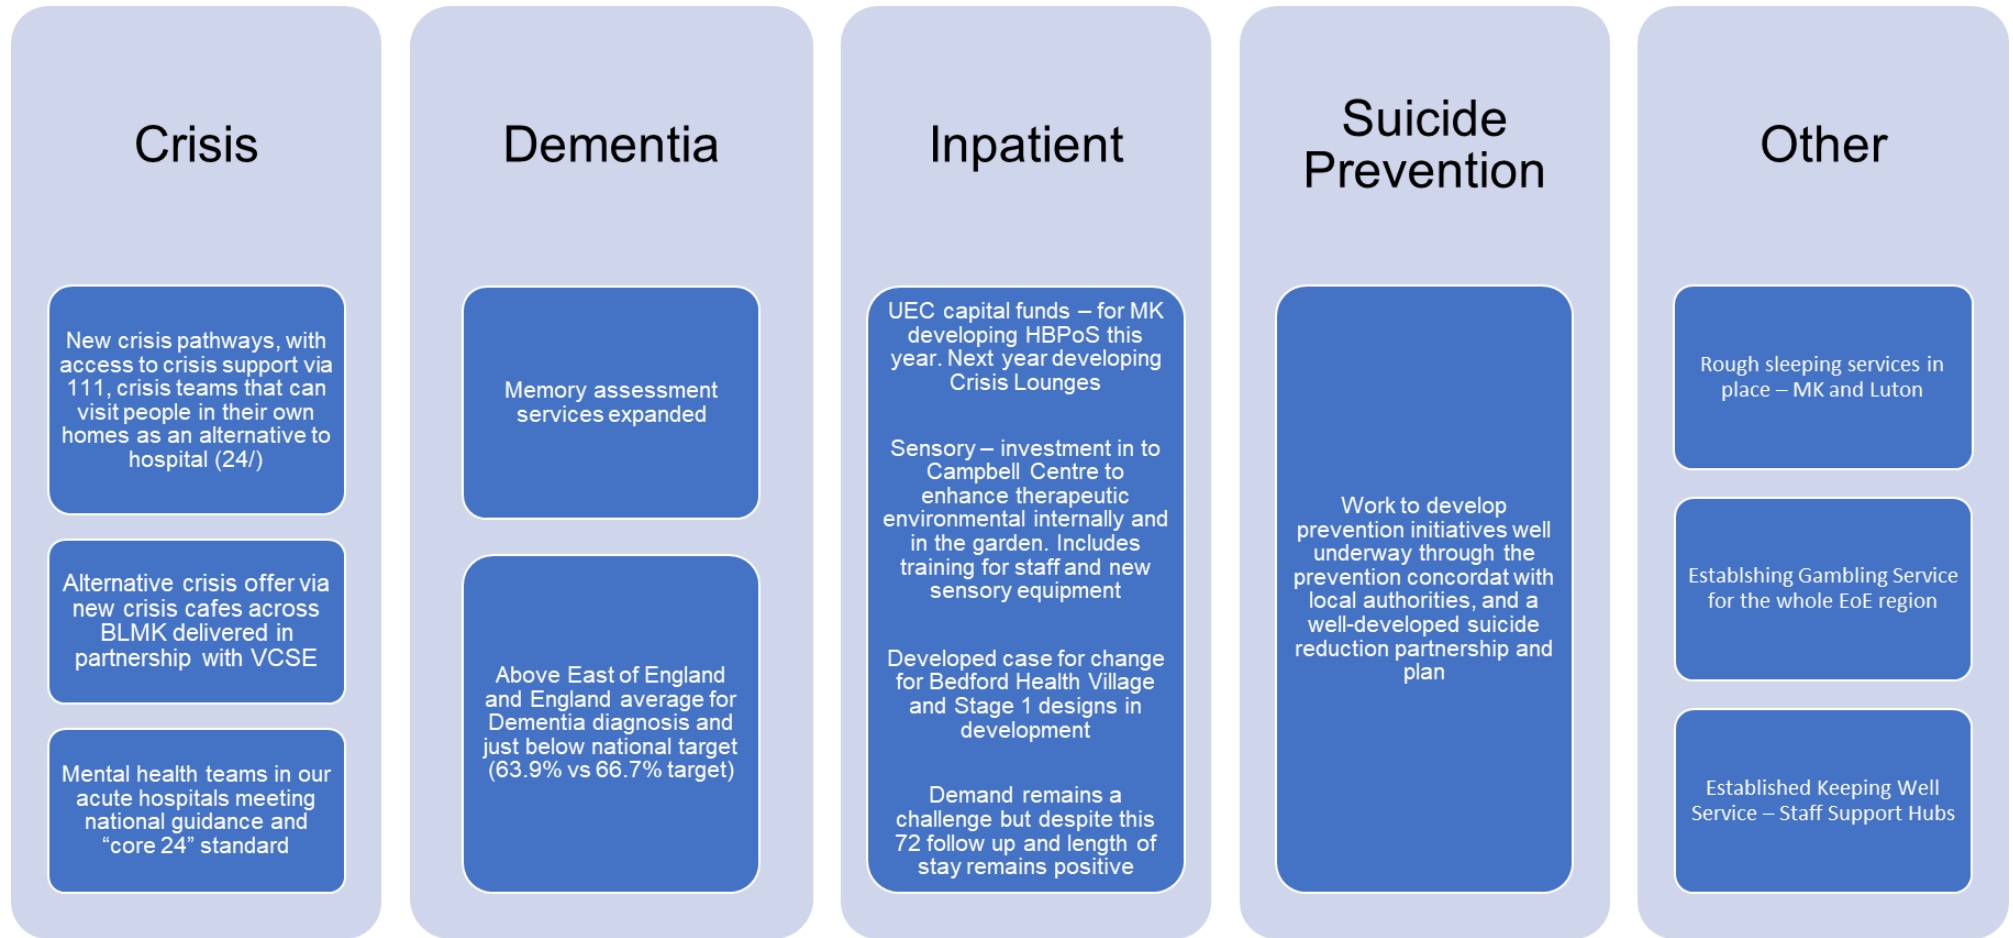 Crisis
New crisis pathways, with
access to crisis support via
111, crisis teams that can
visit people in their own
homes as an alternative to
hospital (24/)
Alternative crisis offer via
new crisis cafes across
BLMK delivered in
partnership with VCSE
Mental health teams in our
acute hospitals meeting
national guidance and
“core 24” standard
Dementia
Memory assessment
services expanded
Above East of England
and England average for
Dementia diagnosis and
just below national target
(63.9% vs 66.7% target)
Inpatient
UEC capital funds – for MK
developing HBPoS this
year. Next year developing
Crisis Lounges
Sensory – investment in to
Campbell Centre to
enhance therapeutic
environmental internally and
in the garden. Includes
training for staff and new
sensory equipment
Developed case for change
for Bedford Health Village
and Stage 1 designs in
development
Demand remains a
challenge but despite this
72 follow up and length of
stay remains positive
Suicide
Prevention
Work to develop
prevention initiatives well
underway through the
prevention concordat with
local authorities, and a
well-developed suicide
reduction partnership and
plan
Other
Rough sleeping services in
place – MK and Luton
Establshing Gambling Service
for the whole EoE region
Established Keeping Well
Service – Staff Support Hubs